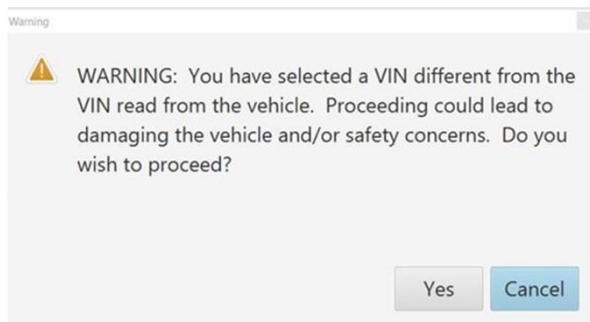 Warning
WARNING: You have selected a VIN different from the
VIN read from the vehicle. Proceeding could lead to
damaging the vehicle and/or safety concerns. Do you
wish to proceed?
Yes
Cancel